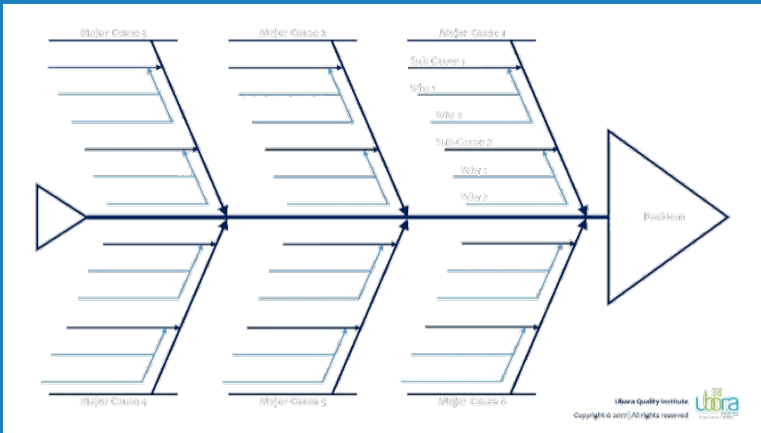 Major Cause 3
Major Cause 2
Major Cause 1
Sub Cause 1
Why 1
Why 2
Sub Cause 2
Why 1
Why 2
Problem
Major Cause 4
Major Cause 5
Major Cause 6
Ubora Quality Institute
Copyright © 2017 | All rights reserved
Ubora